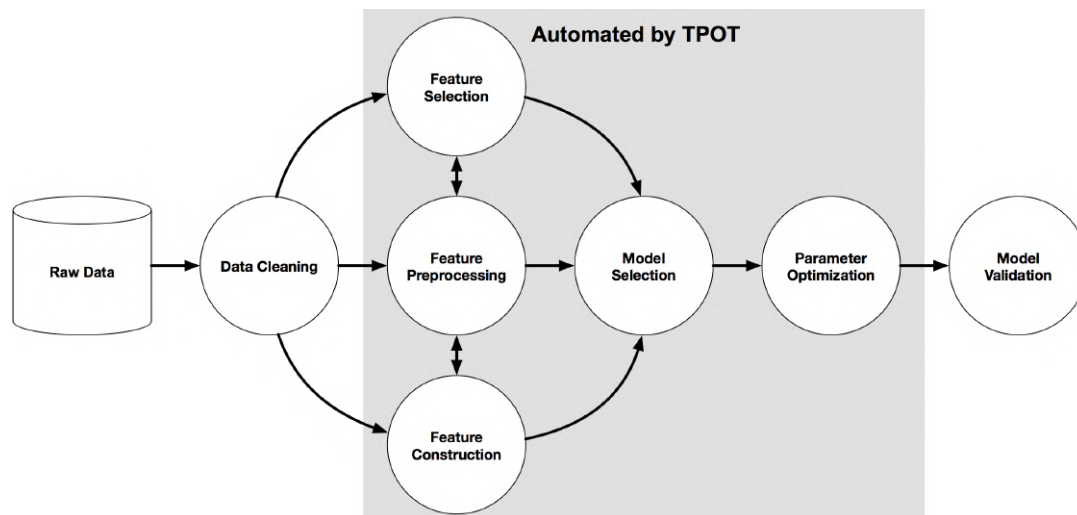 Automated by TPOT
Feature
Selection
Raw Data
Data Cleaning
Feature
Preprocessing
Model
Selection
Parameter
Optimization
Model
Validation
Feature
Construction